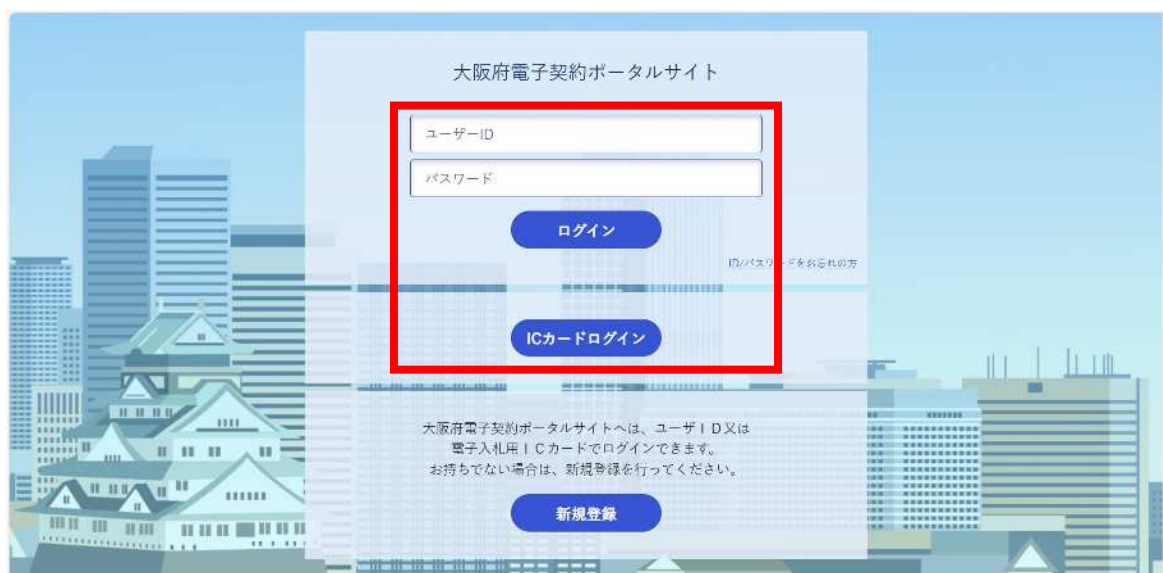 大阪府電子契約ポータルサイト
ユーザーID
パスワード
ログイン
ID/パスワードをお忘れの方
ICカードログイン
大阪府電子契約ポータルサイトへは、ユーザＩＤ又は
電子入札用ＩＣカードでログインできます。
お持ちでない場合は、新規登録を行ってください。
新規登録